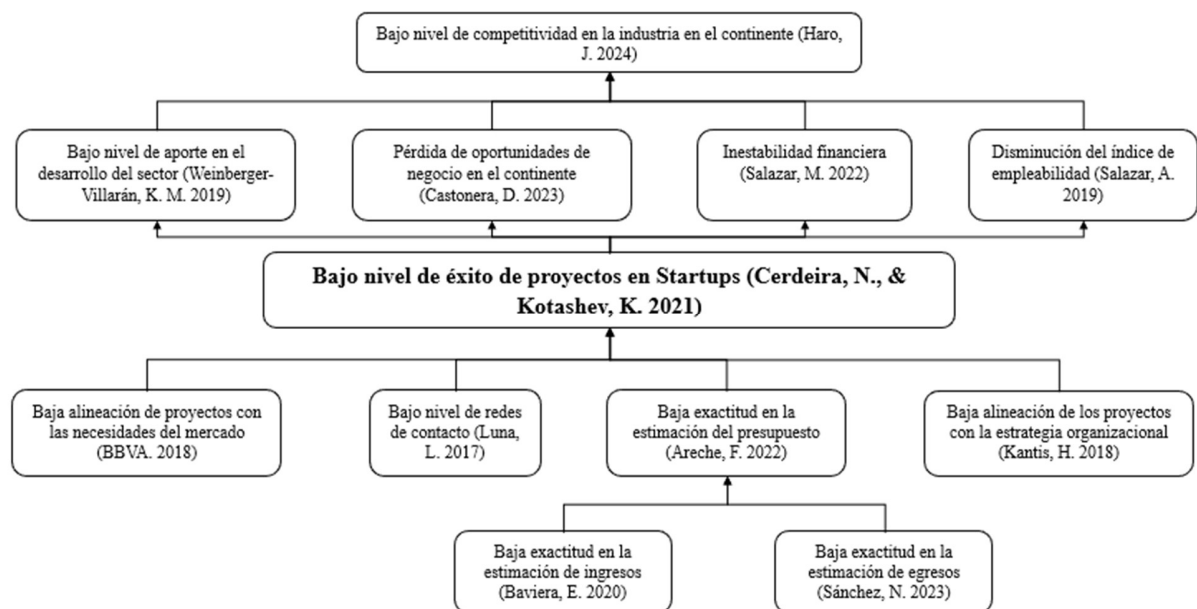 Bajo nivel de competitividad en la industria en el continente (Haro,
J. 2024)
Bajo nivel de aporte en el
desarrollo del sector (Weinberger-
Villarán, K. M. 2019)
Pérdida de oportunidades de
negocio en el continente
(Castonera, D. 2023)
Inestabilidad financiera
(Salazar, M. 2022)
Disminución del índice de
empleabilidad (Salazar, A.
2019)
Bajo nivel de éxito de proyectos en Startups (Cerdeira, N., &
Kotashev, K. 2021)
Baja alineación de proyectos con
las necesidades del mercado
(BBVA. 2018)
Bajo nivel de redes
de contacto (Luna,
L. 2017)
Baja exactitud en la
estimación del presupuesto
(Areche, F. 2022)
Baja alineación de los proyectos
con la estrategia organizacional
(Kantis, H. 2018)
Baja exactitud en la
estimación de ingresos
(Baviera, E. 2020)
Baja exactitud en la
estimación de egresos
(Sánchez, N. 2023)